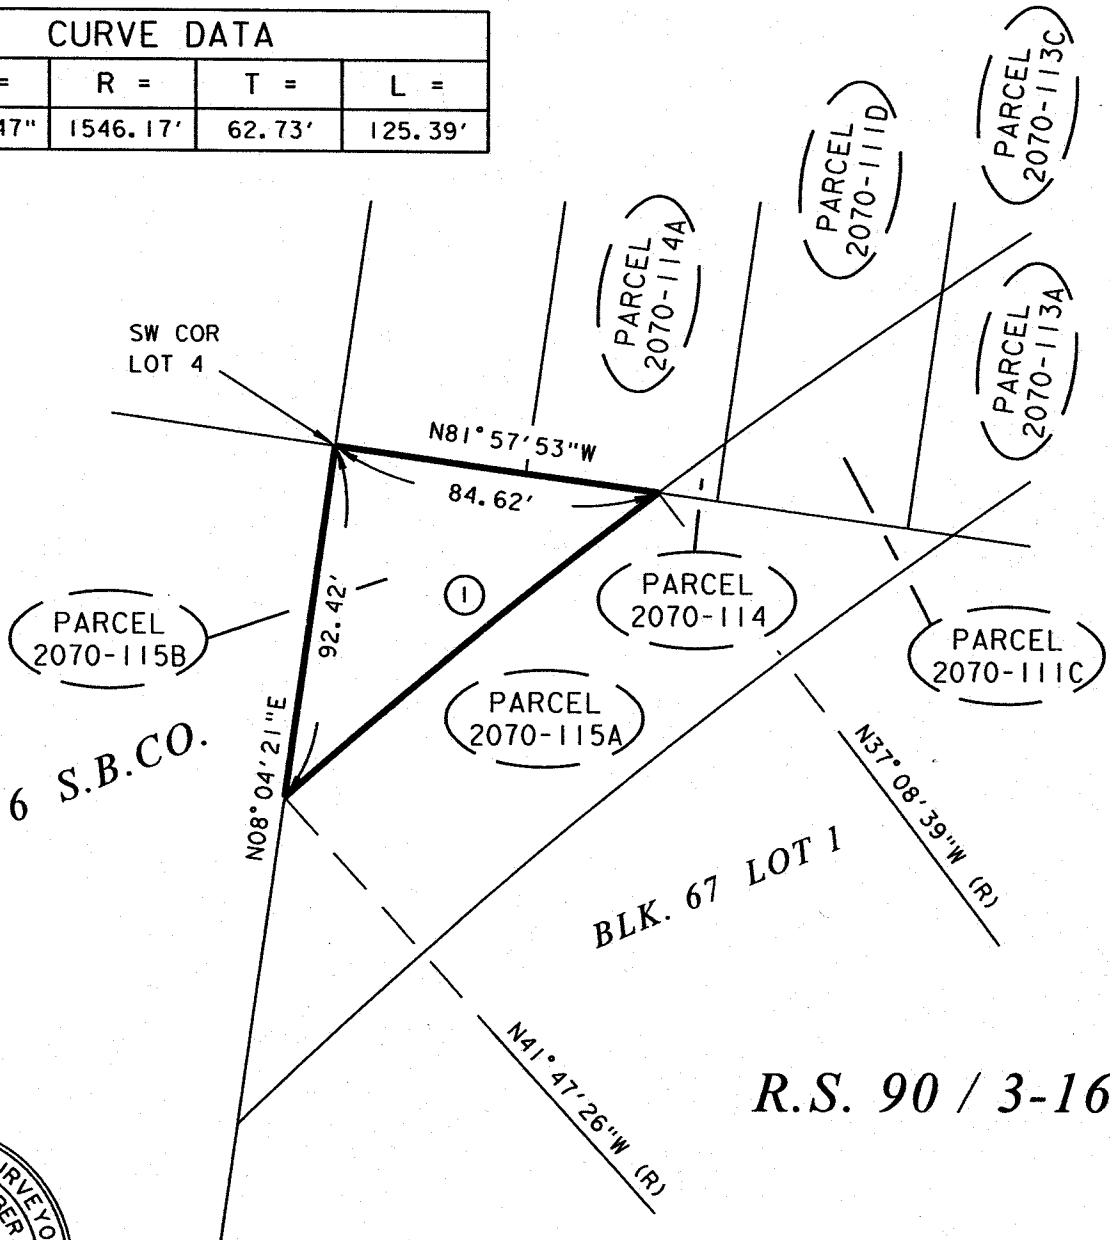 CURVE DATA
= R = T = L =
47" 1546.17' 62.73' 125.39'
PARCEL
2070-113C
PARCEL
2070-111D
PARCEL
2070-114A
PARCEL
2070-113A
SW COR
LOT 4
N81°57'53"W
84.62'
PARCEL
2070-115B
92.42'
1
PARCEL
2070-114
PARCEL
2070-111C
PARCEL
2070-115A
N08°04'21"E
6 S.B.CO.
N37°08'39"W (R)
BLK. 67 LOT 1
N41°47'26"W (R)
R.S. 90 / 3-16